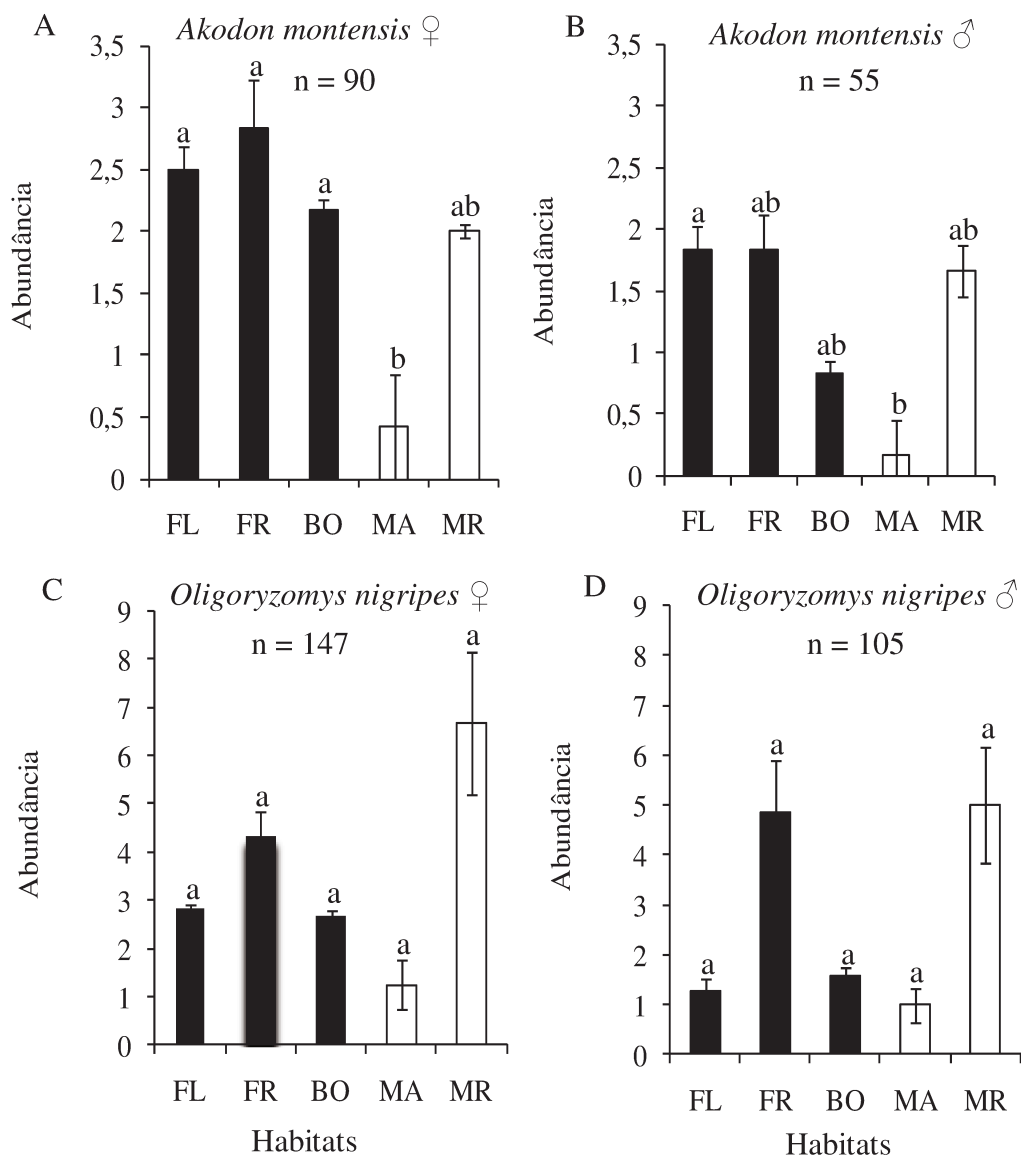 A
Akodon montensis ♀
n = 90
Abundância
3,5
3
2,5
2
1,5
1
0,5
0
a
a
a
b
ab
FL FR BO MA MR
B
Akodon montensis ♂
n = 55
Abundância
3,5
3
2,5
2
1,5
1
0,5
0
a
ab
ab
b
ab
FL FR BO MA MR
C
Oligoryzomys nigripes ♀
n = 147
Abundância
9
8
7
6
5
4
3
2
1
0
a
a
a
a
a
FL FR BO MA MR
Habitats
D
Oligoryzomys nigripes ♂
n = 105
Abundância
9
8
7
6
5
4
3
2
1
0
a
a
a
a
a
FL FR BO MA MR
Habitats